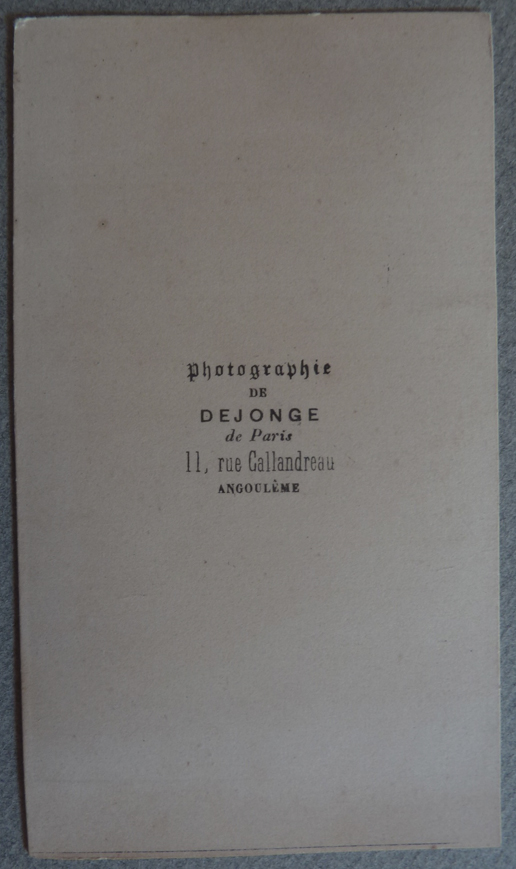 Photographie
DE
DEJONGE
de Paris
11, rue Callandreau
ANGOULÊME